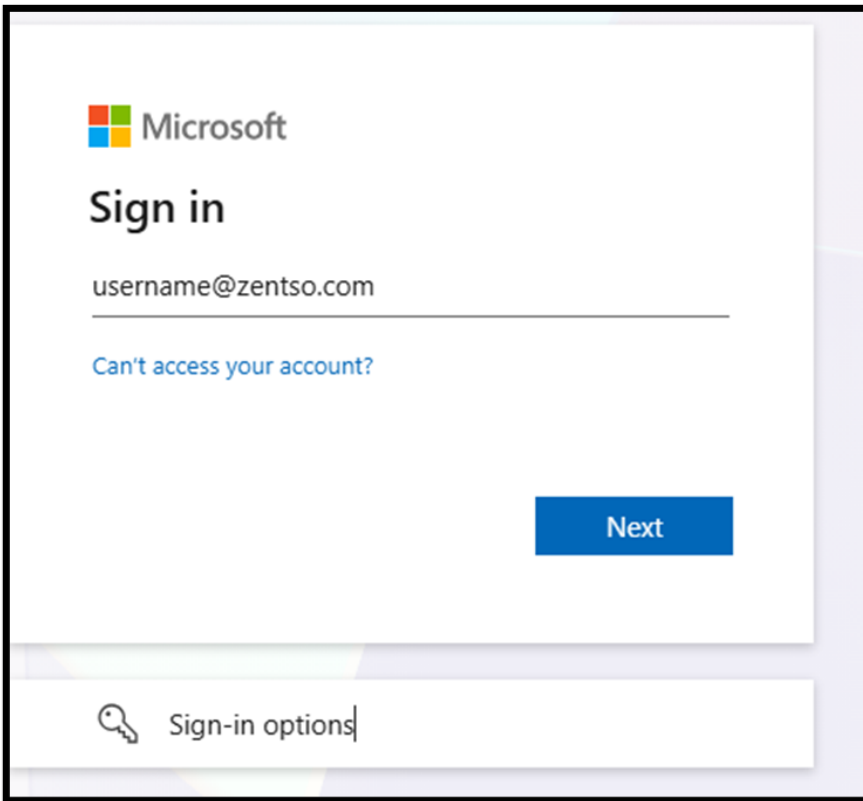 Microsoft
Sign in
username@zentso.com
Can't access your account?
Next
Sign-in options